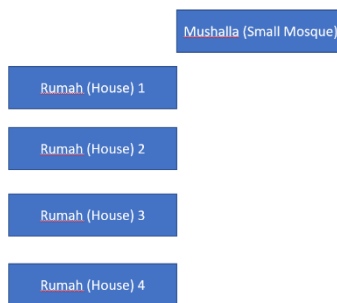 Mushalla (Small Mosque)
Rumah (House) 1
Rumah (House) 2
Rumah (House) 3
Rumah (House) 4